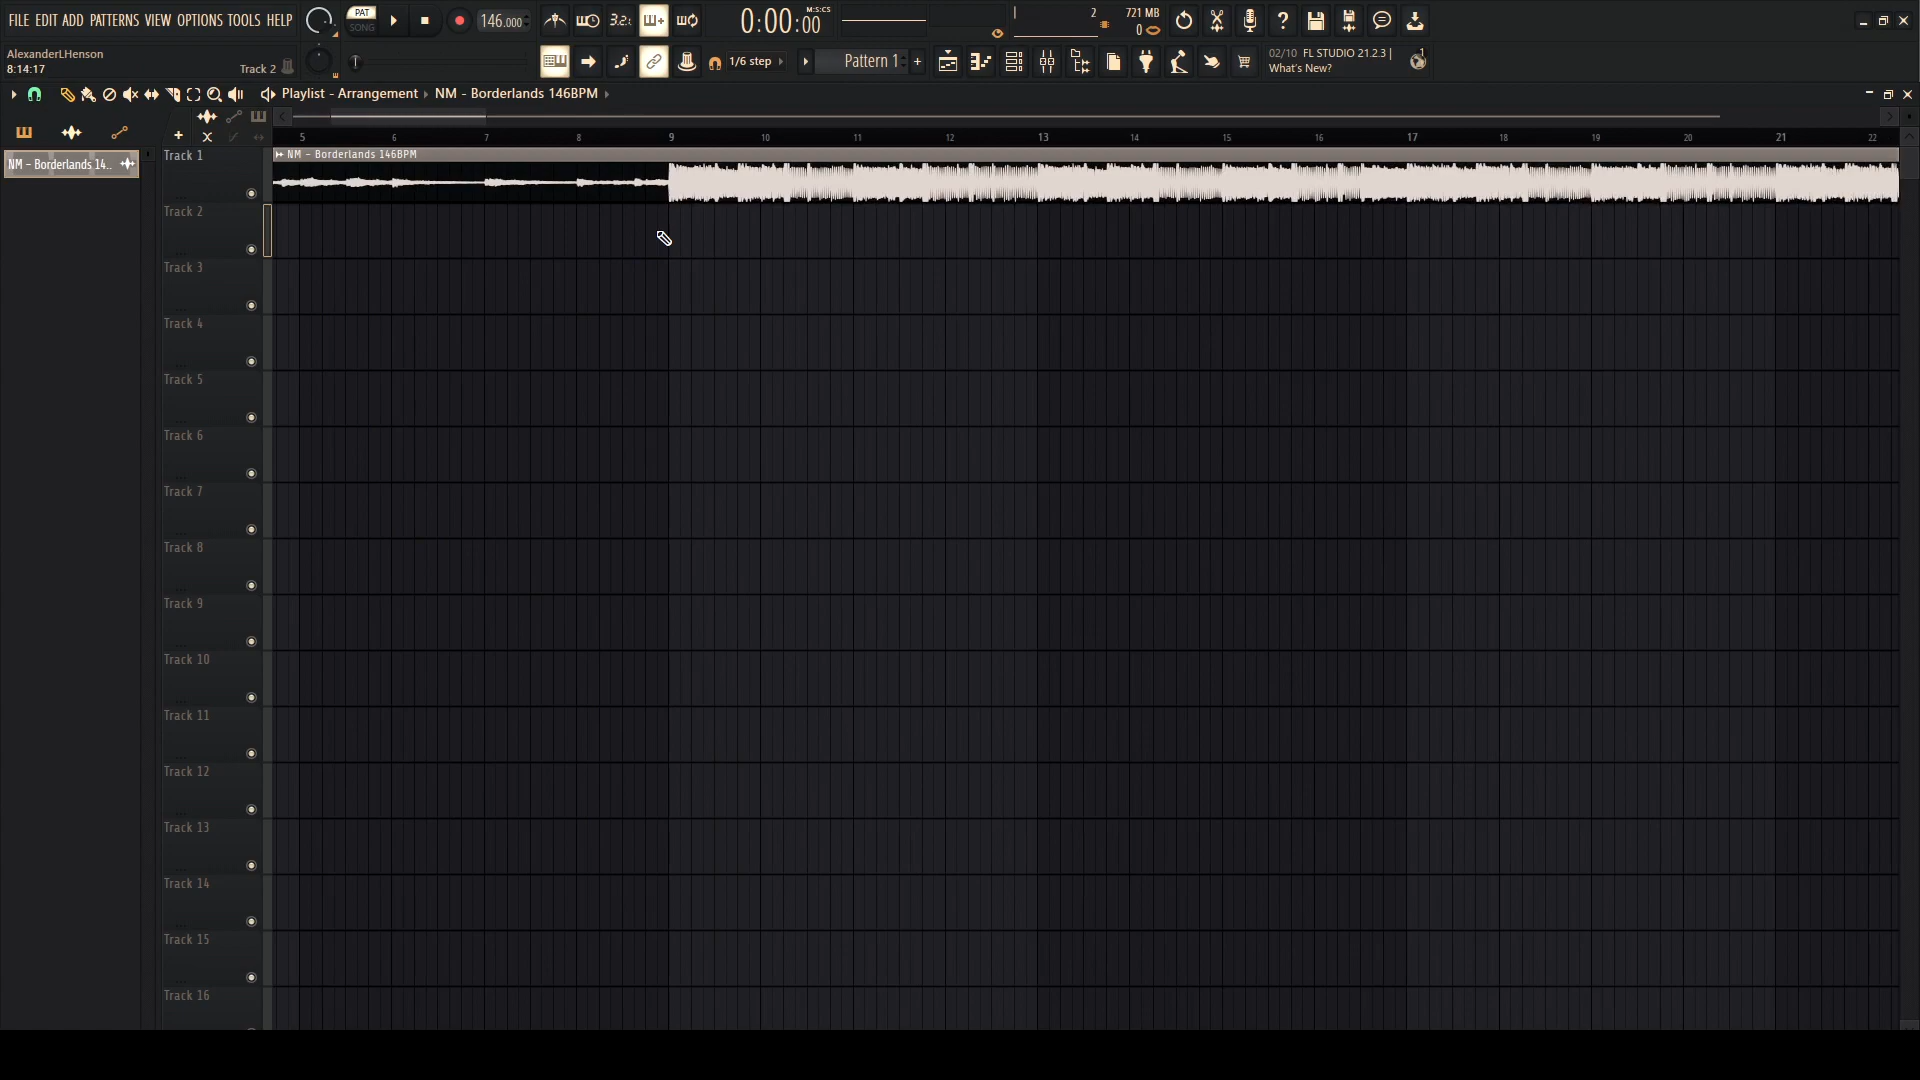 FILE EDIT ADD PATTERNS VIEW OPTIONS TOOLS HELP
PAT
SONG
146.000
3.2.
0:00:00
M:S:CS
2
721 MB
0
AlexanderLHenson
8:14:17
Track 2
1/6 step
Pattern 1
+
02/10 FL STUDIO 21.2.3 |
What's New?
1
Playlist - Arrangement › NM - Borderlands 146BPM ›
5 6 7 8 9 10 11 12 13 14 15 16 17 18 19 20 21 22
NM - Borderlands 14..
Track 1
NM - Borderlands 146BPM
Track 2
Track 3
Track 4
Track 5
Track 6
Track 7
Track 8
Track 9
Track 10
Track 11
Track 12
Track 13
Track 14
Track 15
Track 16